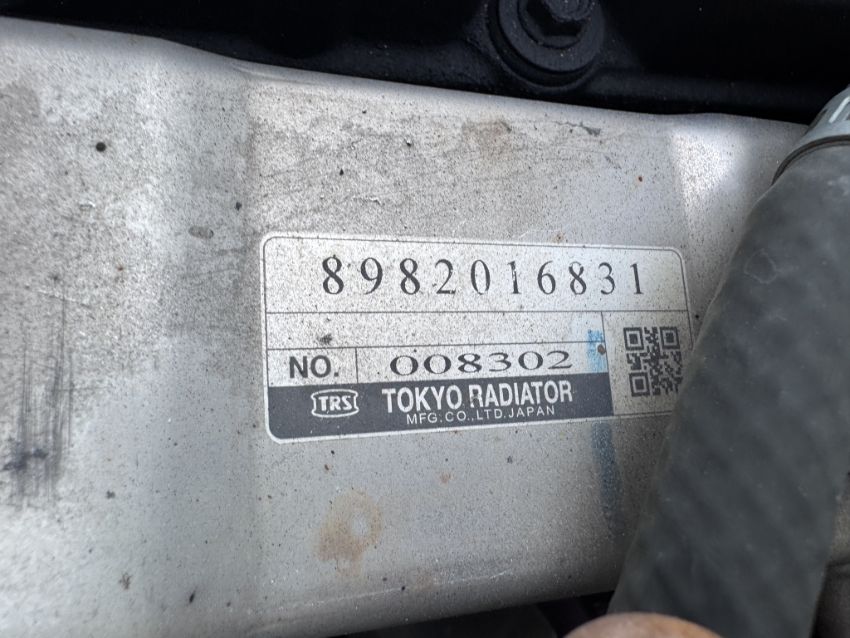 8982016831
NO. 008302
TRS TOKYO RADIATOR
MFG.CO.,LTD.JAPAN